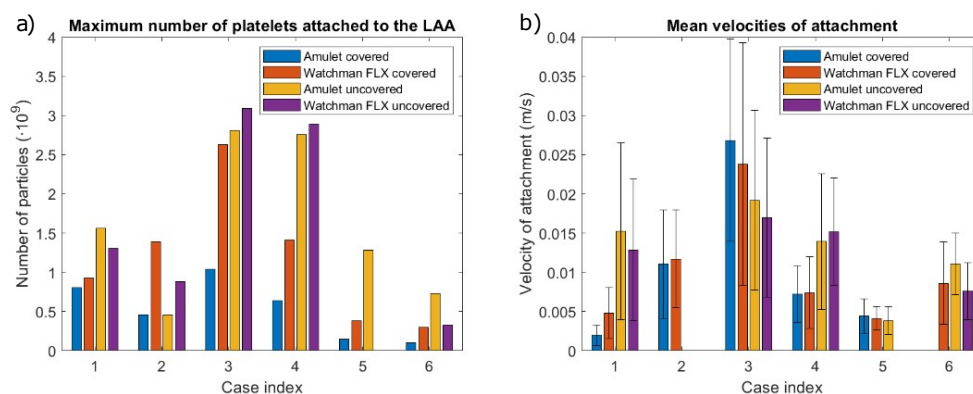 a)
Maximum number of platelets attached to the LAA
Number of particles (·10⁹)
4
3.5
3
2.5
2
1.5
1
0.5
0
Amulet covered
Watchman FLX covered
Amulet uncovered
Watchman FLX uncovered
1 2 3 4 5 6
Case index
b)
Mean velocities of attachment
Velocity of attachment (m/s)
0.04
0.035
0.03
0.025
0.02
0.015
0.01
0.005
0
Amulet covered
Watchman FLX covered
Amulet uncovered
Watchman FLX uncovered
1 2 3 4 5 6
Case index